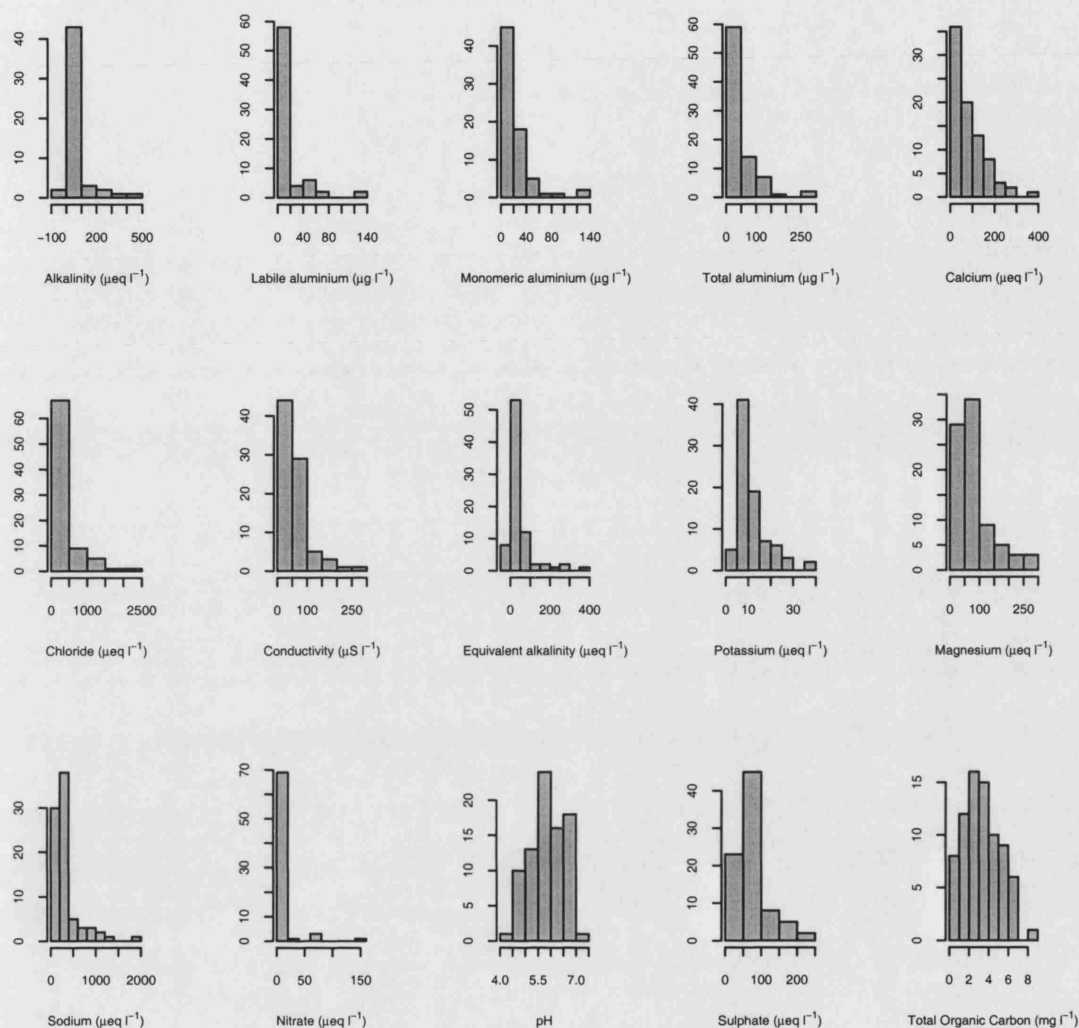 0 10 20 30 40
-100 200 500
Alkalinity (µeq l⁻¹)
0 10 20 30 40 50 60
0 40 80 140
Labile aluminium (µg l⁻¹)
0 10 20 30 40
0 40 80 140
Monomeric aluminium (µg l⁻¹)
0 10 20 30 40 50 60
0 100 250
Total aluminium (µg l⁻¹)
0 5 10 20 30
0 200 400
Calcium (µeq l⁻¹)
0 10 20 30 40 50 60
0 1000 2500
Chloride (µeq l⁻¹)
0 10 20 30 40
0 100 250
Conductivity (µS l⁻¹)
0 10 20 30 40 50
0 200 400
Equivalent alkalinity (µeq l⁻¹)
0 10 20 30 40
0 10 30
Potassium (µeq l⁻¹)
0 5 10 20 30
0 100 250
Magnesium (µeq l⁻¹)
0 10 20 30
0 1000 2000
Sodium (µeq l⁻¹)
0 10 30 50 70
0 50 150
Nitrate (µeq l⁻¹)
0 5 10 15 20
4.0 5.5 7.0
pH
0 10 20 30 40
0 100 200
Sulphate (µeq l⁻¹)
0 5 10 15
0 2 4 6 8
Total Organic Carbon (mg l⁻¹)